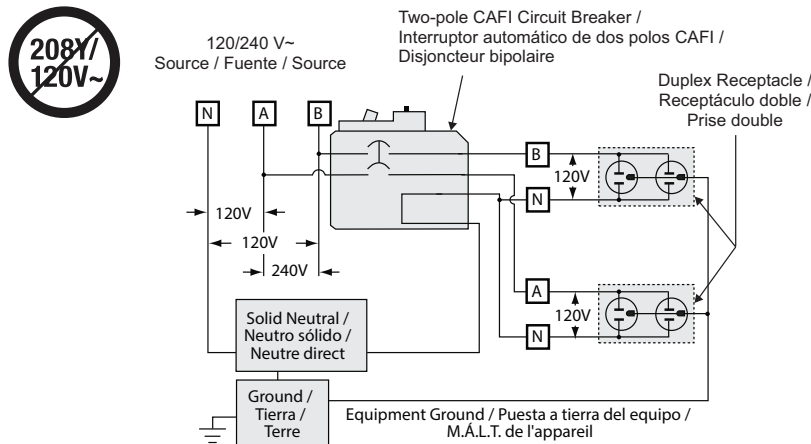 208Y/
120V~
120/240 V~
Source / Fuente / Source
Two-pole CAFI Circuit Breaker /
Interruptor automático de dos polos CAFI /
Disjoncteur bipolaire
Duplex Receptacle /
Receptáculo doble /
Prise double
N
A
B
B
120V
N
120V
120V
240V
A
120V
N
Solid Neutral /
Neutro sólido /
Neutre direct
Ground /
Tierra /
Terre
Equipment Ground / Puesta a tierra del equipo /
M.Á.L.T. de l'appareil